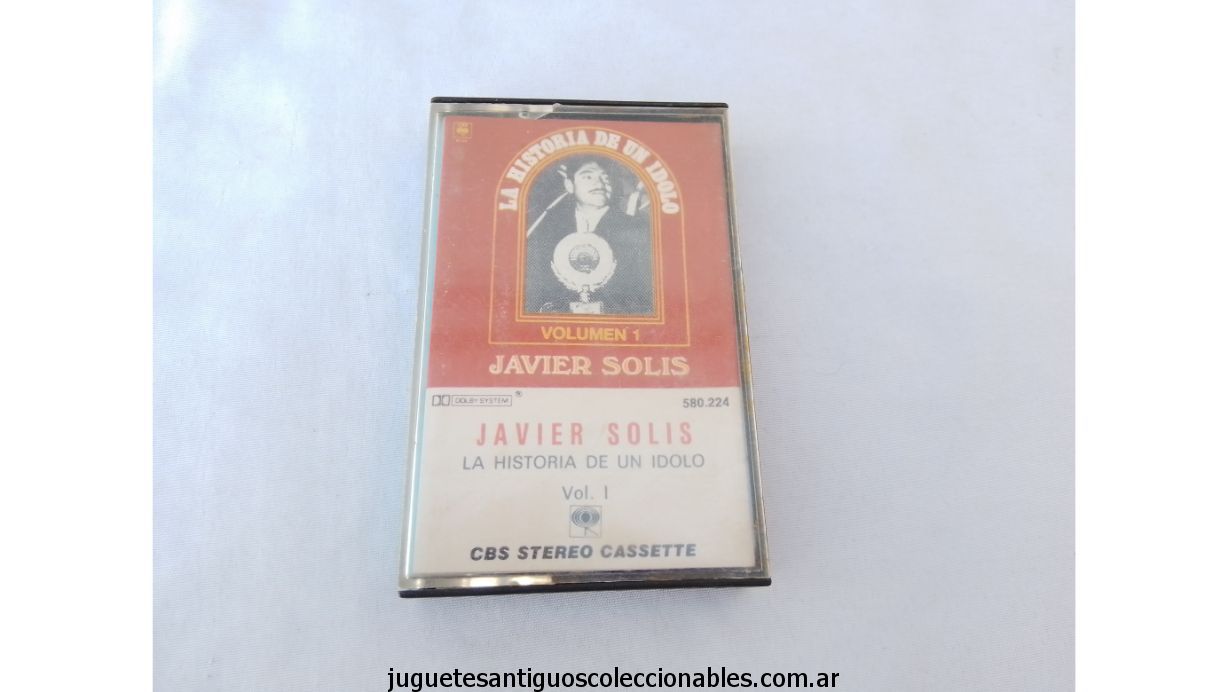 LA HISTORIA DE UN IDOLO
VOLUMEN 1
JAVIER SOLIS
DOLBY SYSTEM ®
580.224
JAVIER SOLIS
LA HISTORIA DE UN IDOLO
Vol. I
CBS STEREO CASSETTE
juguetesantiguoscoleccionables.com.ar